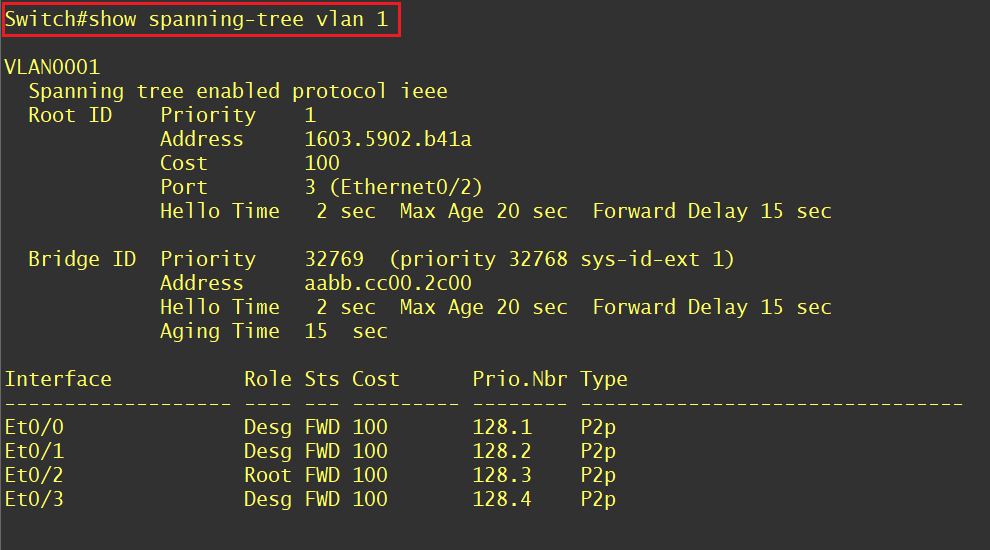 Switch#show spanning-tree vlan 1
VLAN0001
  Spanning tree enabled protocol ieee
  Root ID    Priority    1
             Address     1603.5902.b41a
             Cost        100
             Port        3 (Ethernet0/2)
             Hello Time   2 sec  Max Age 20 sec  Forward Delay 15 sec
  Bridge ID  Priority    32769  (priority 32768 sys-id-ext 1)
             Address     aabb.cc00.2c00
             Hello Time   2 sec  Max Age 20 sec  Forward Delay 15 sec
             Aging Time  15  sec
Interface           Role Sts Cost      Prio.Nbr Type
------------------- ---- --- --------- -------- --------------------------------
Et0/0               Desg FWD 100       128.1    P2p
Et0/1               Desg FWD 100       128.2    P2p
Et0/2               Root FWD 100       128.3    P2p
Et0/3               Desg FWD 100       128.4    P2p